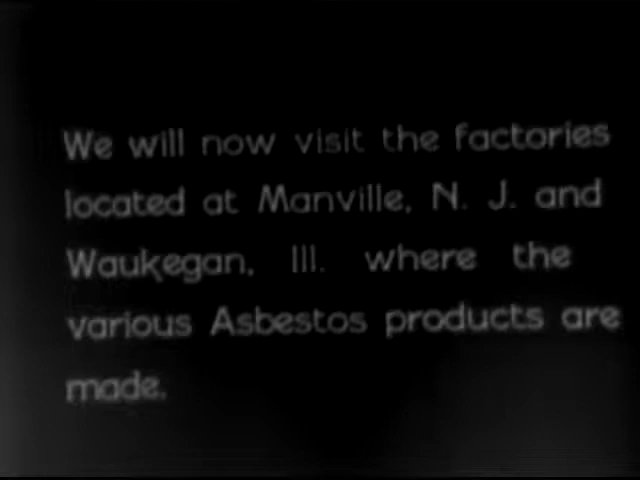 We will now visit the factories
located at Manville, N. J. and
Waukegan, Ill. where the
various Asbestos products are
made.